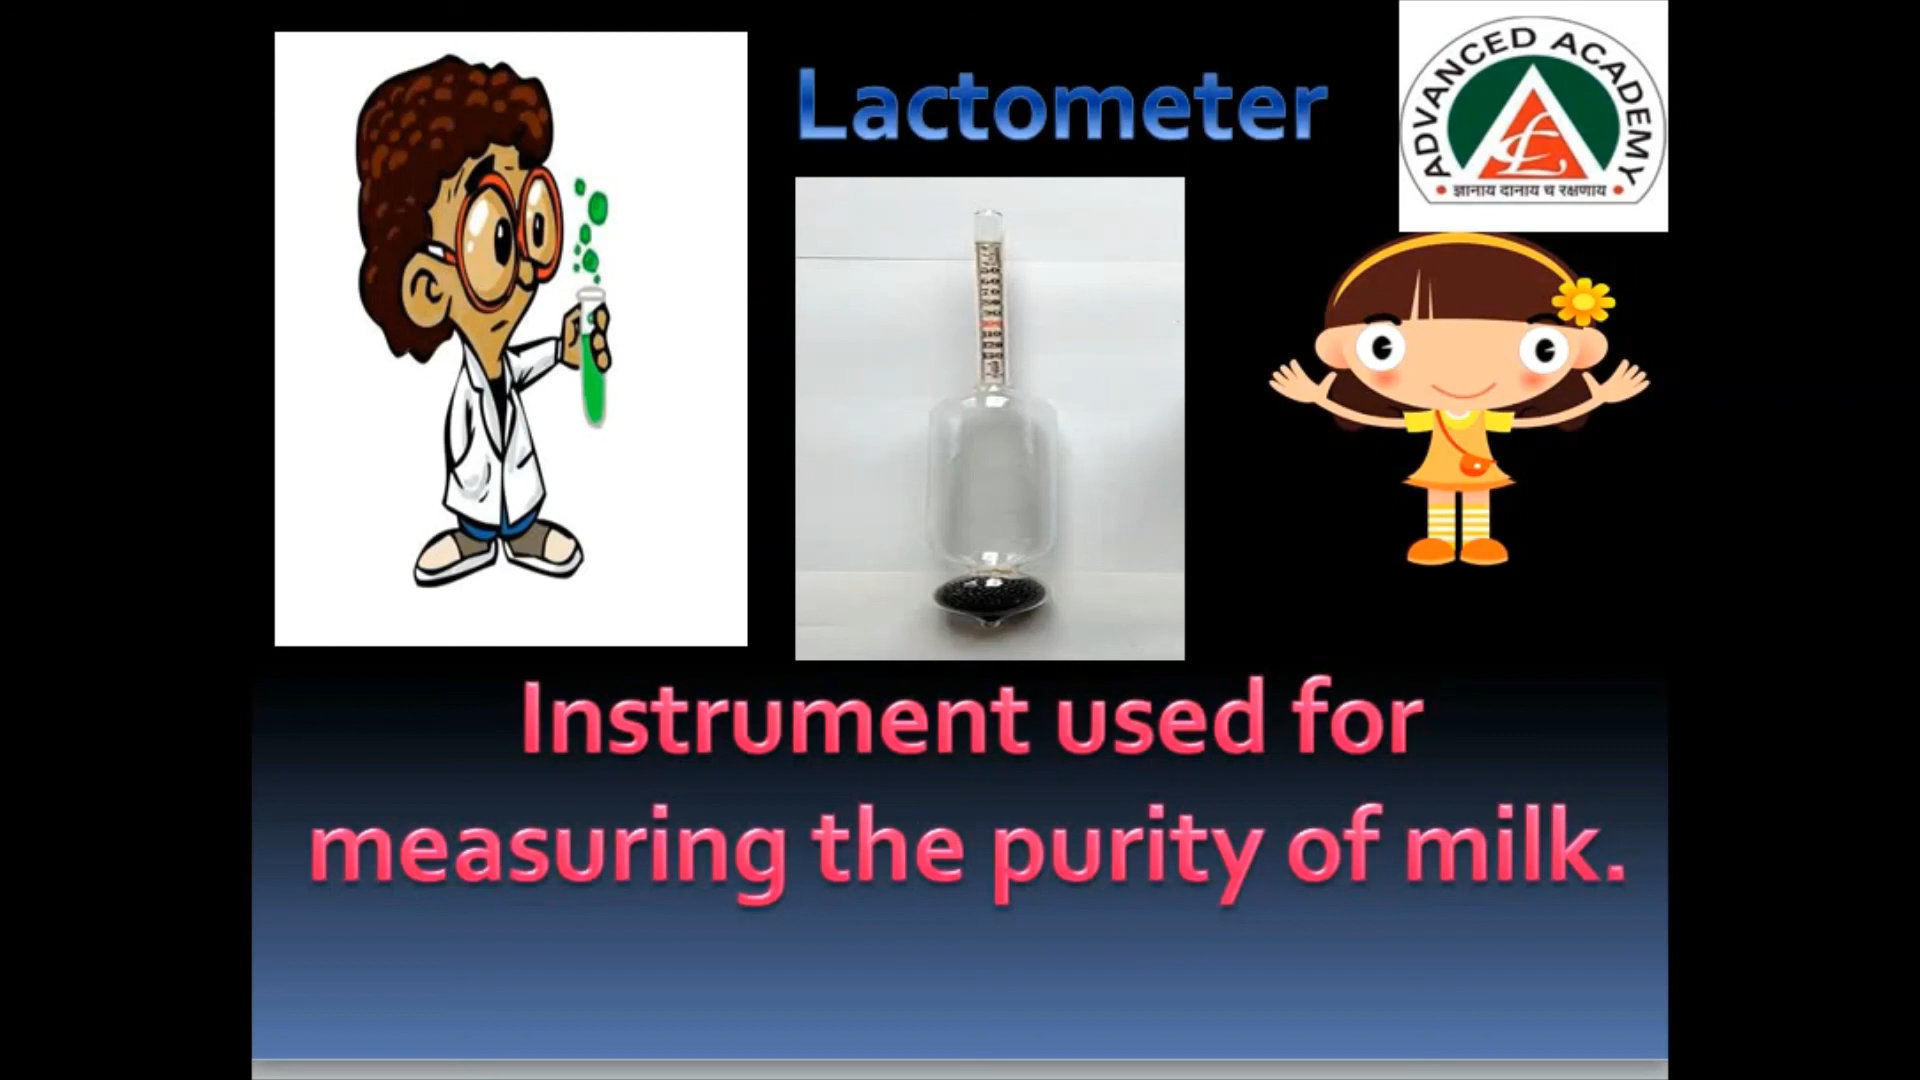 Lactometer
ADVANCED ACADEMY
ज्ञानाय दानाय च रक्षणाय
Instrument used for
measuring the purity of milk.